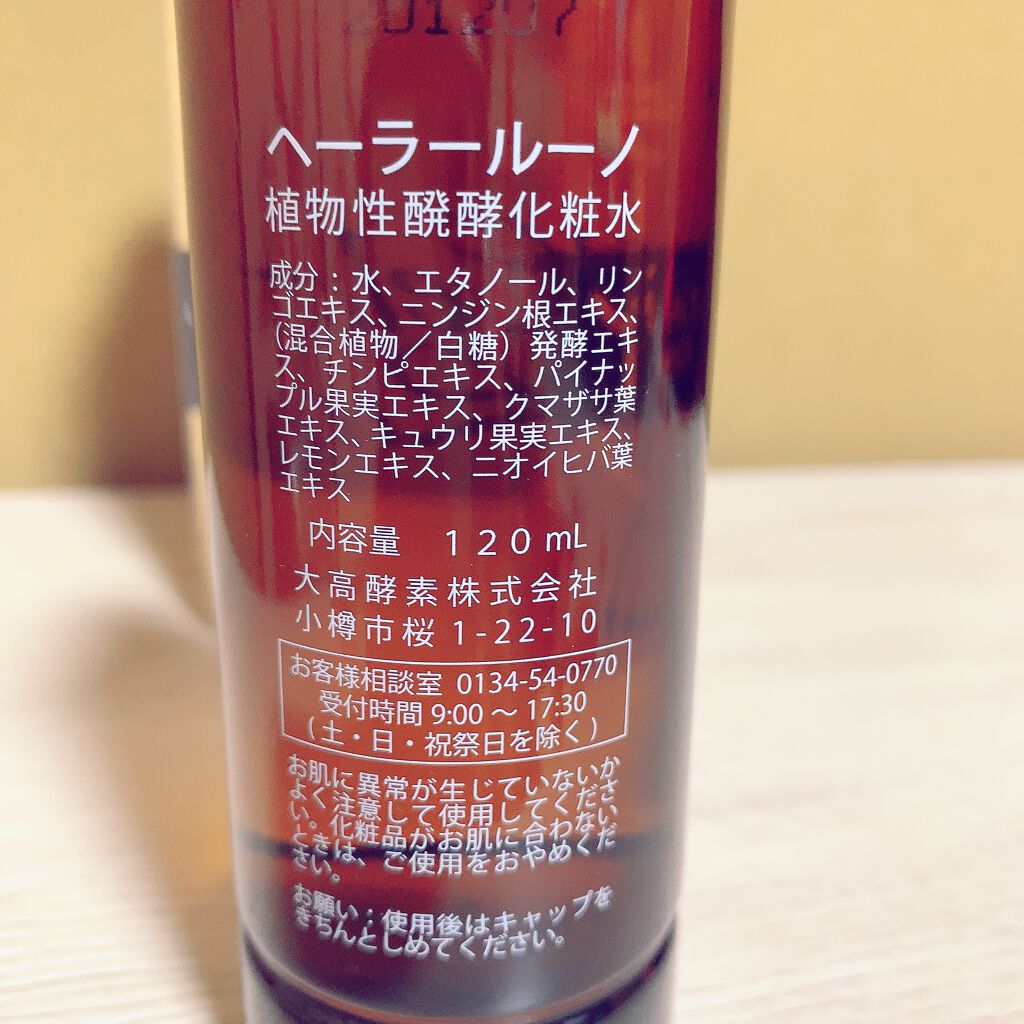 201207
ヘーラールーノ
植物性醗酵化粧水
成分：水、エタノール、リン
ゴエキス、ニンジン根エキス、
（混合植物／白糖）発酵エキ
ス、チンピエキス、パイナッ
プル果実エキス、クマザサ葉
エキス、キュウリ果実エキス、
レモンエキス、ニオイヒバ葉
エキス
内容量　１２０ mL
大高酵素株式会社
小樽市桜 1-22-10
お客様相談室 0134-54-0770
受付時間 9:00 〜 17:30
（土・日・祝祭日を除く）
お肌に異常が生じていないか
よく注意して使用してくださ
い。化粧品がお肌に合わない
ときは、ご使用をおやめくだ
さい。
お願い：使用後はキャップを
きちんとしめてください。